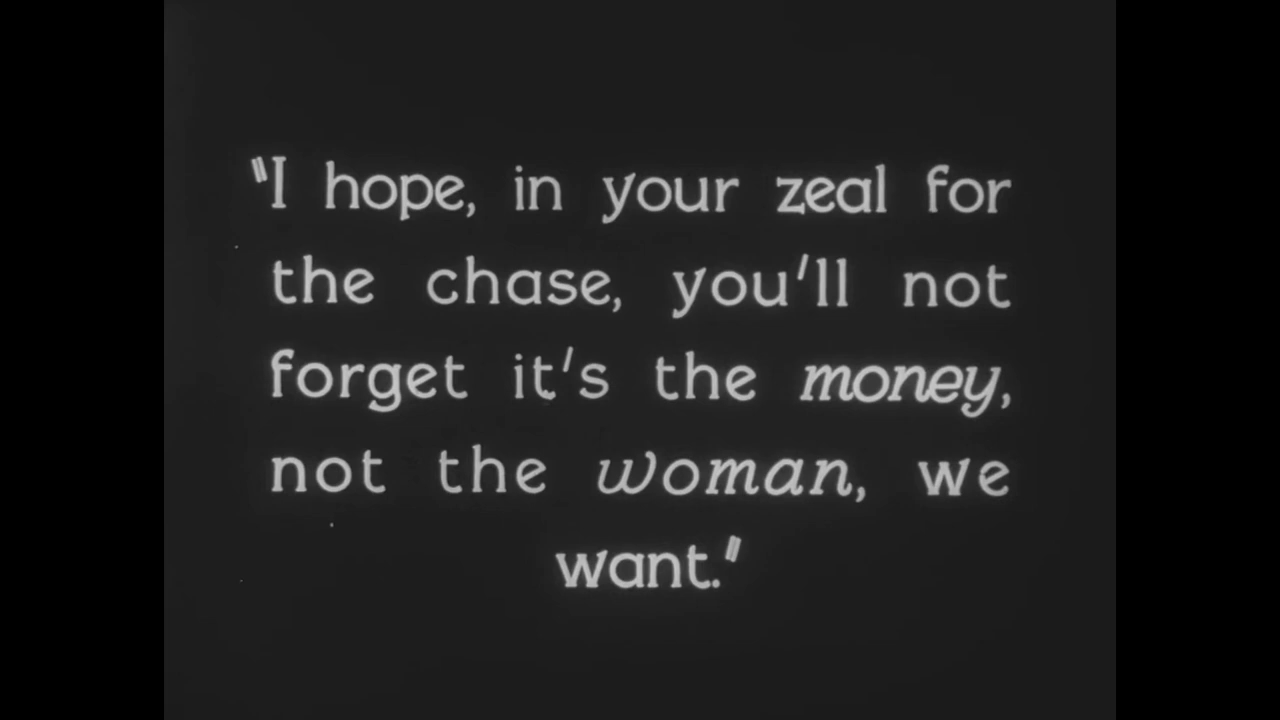 "I hope, in your zeal for
the chase, you'll not
forget it's the money,
not the woman, we
want."